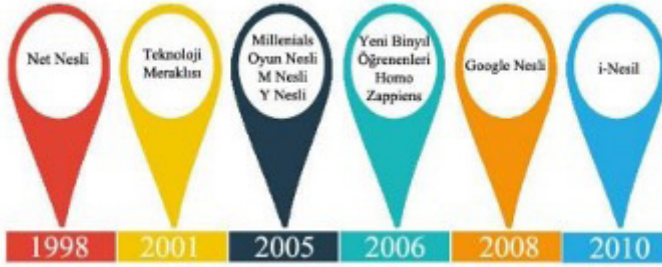 Net Nesli
Teknoloji
Meraklısı
Millenials
Oyun Nesli
M Nesli
Y Nesli
Yeni Binyıl
Öğrenenleri
Homo
Zappiens
Google Nesli
i-Nesil
1998
2001
2005
2006
2008
2010